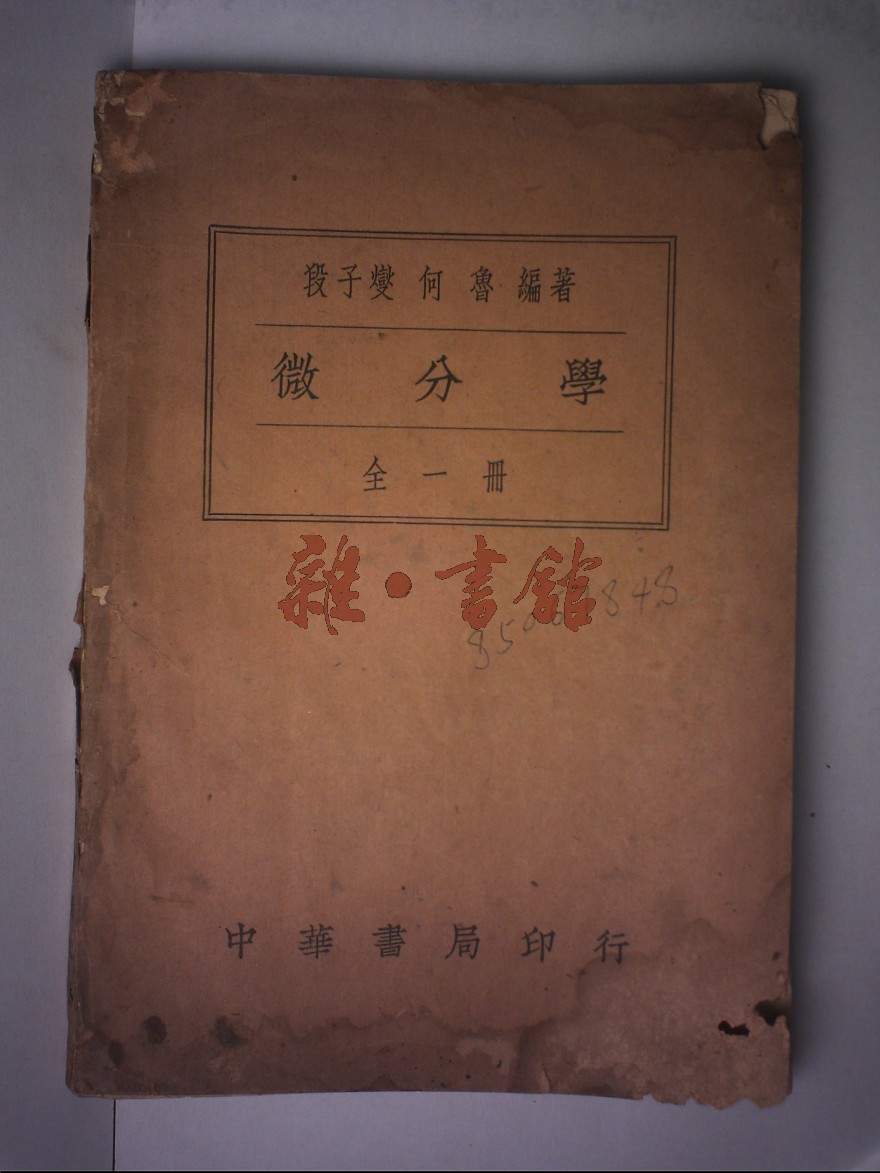 段子燮 何魯 編著
微分學
全一冊
雜·書舘
中華書局印行